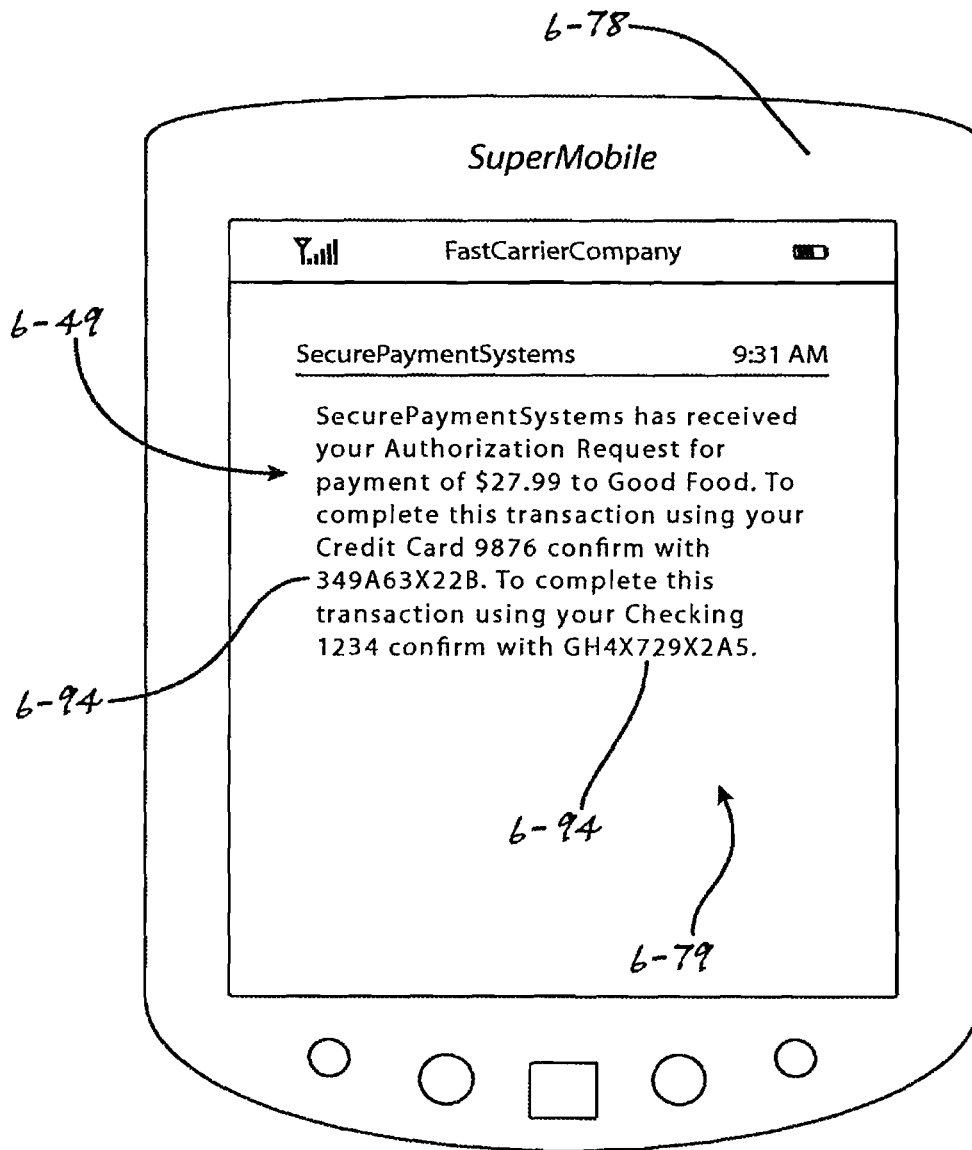 6-78
SuperMobile
FastCarrierCompany
6-49
SecurePaymentSystems 9:31 AM
SecurePaymentSystems has received
your Authorization Request for
payment of $27.99 to Good Food. To
complete this transaction using your
Credit Card 9876 confirm with
349A63X22B. To complete this
transaction using your Checking
1234 confirm with GH4X729X2A5.
6-94
6-94
6-79